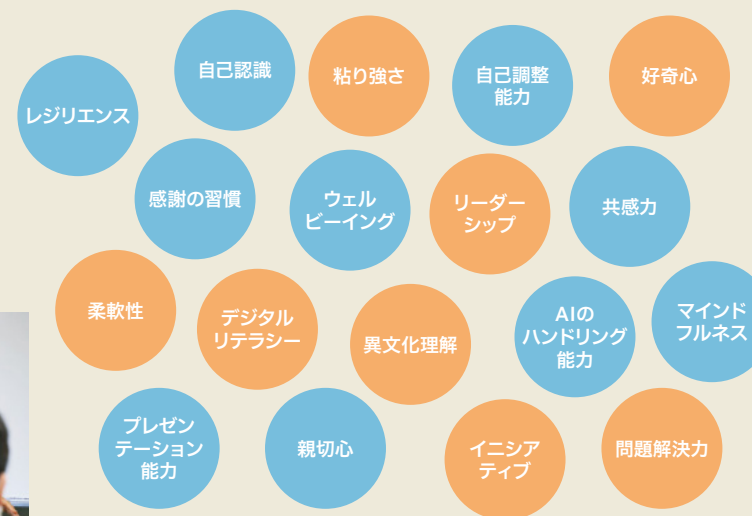 レジリエンス
自己認識
粘り強さ
自己調整
能力
好奇心
感謝の習慣
ウェル
ビーイング
リーダー
シップ
共感力
柔軟性
デジタル
リテラシー
異文化理解
AIの
ハンドリング
能力
マインド
フルネス
プレゼン
テーション
能力
親切心
イニシア
ティブ
問題解決力